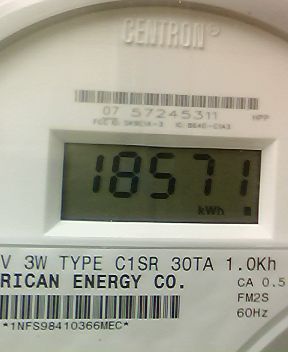 CENTRON®
07 57245311
HPP
18571
kWh
V 3W TYPE C1SR 30TA 1.0Kh
RICAN ENERGY CO.
CA 0.5
FM2S
60Hz
*1NFS98410366MEC*